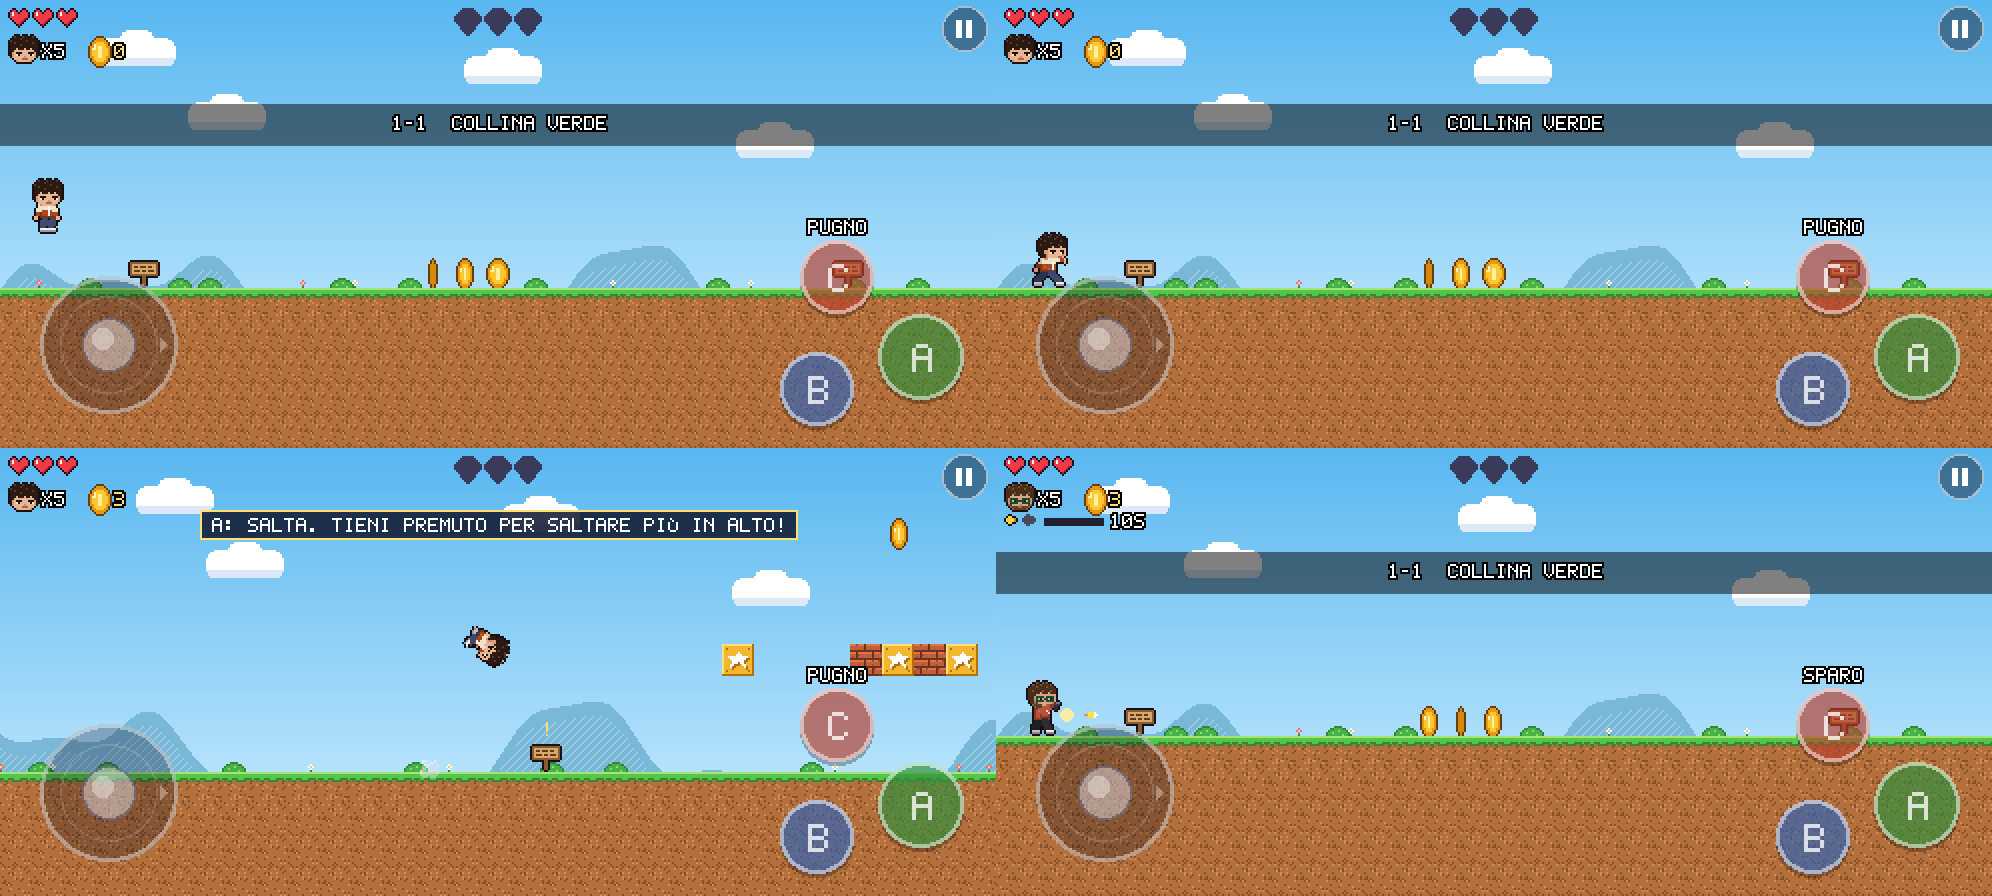 X5 0
1-1 COLLINA VERDE
PUGNO
C
A
B
X5 0
1-1 COLLINA VERDE
PUGNO
C
A
B
X5 3
A: SALTA. TIENI PREMUTO PER SALTARE PIù IN ALTO!
PUGNO
C
A
B
X5 3
10S
1-1 COLLINA VERDE
SPARO
C
A
B